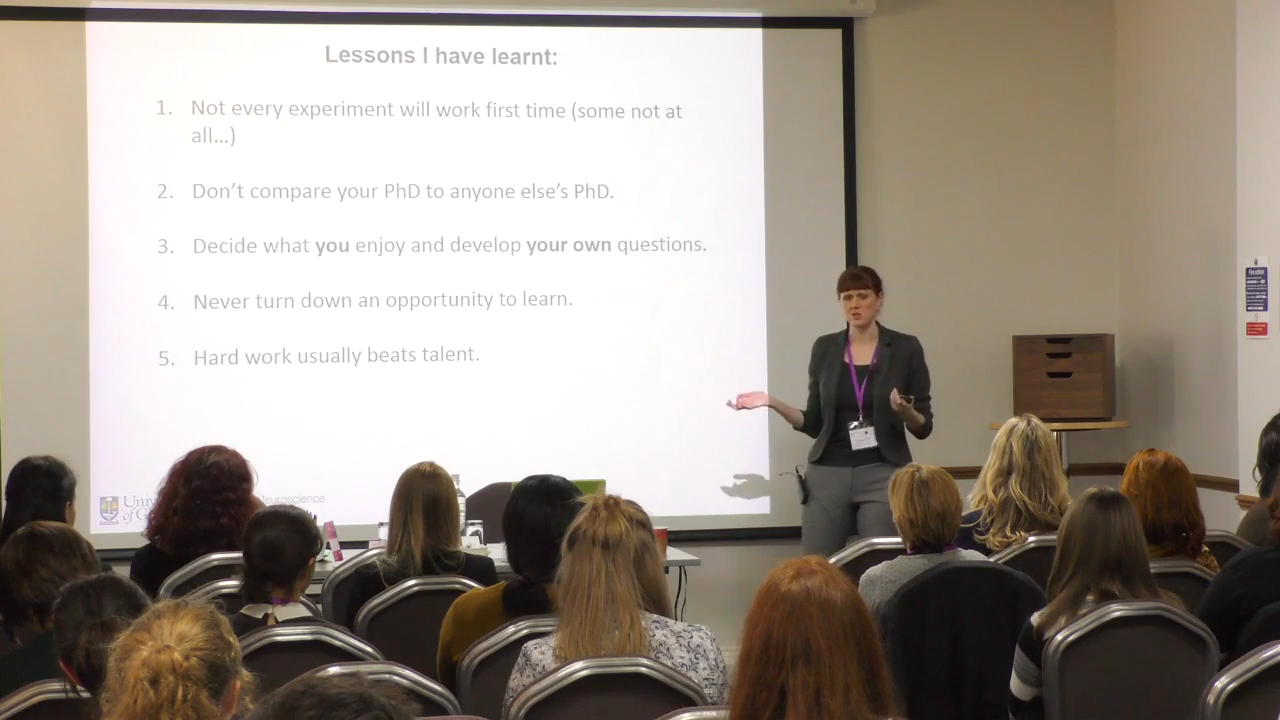 Lessons I have learnt:
1. Not every experiment will work first time (some not at
all...)
2. Don't compare your PhD to anyone else's PhD.
3. Decide what you enjoy and develop your own questions.
4. Never turn down an opportunity to learn.
5. Hard work usually beats talent.
Fire action